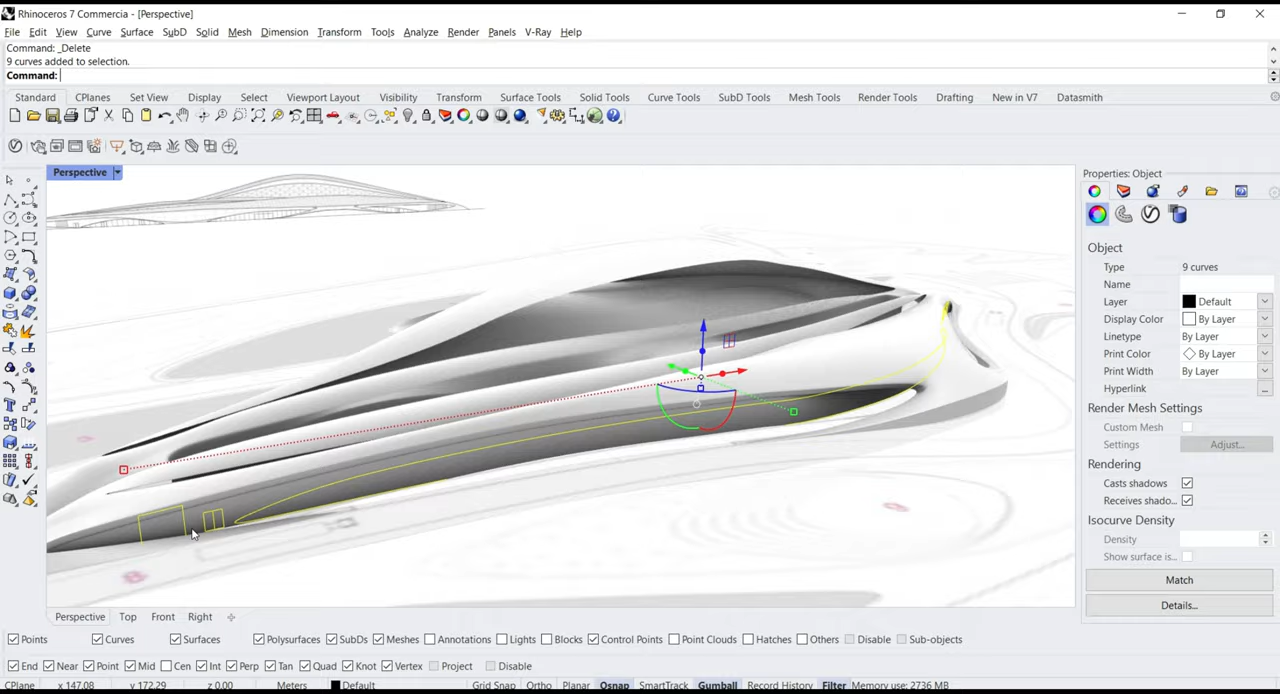 Rhinoceros 7 Commercia - [Perspective]
File Edit View Curve Surface SubD Solid Mesh Dimension Transform Tools Analyze Render Panels V-Ray Help
Command: _Delete
9 curves added to selection.
Command:
Standard CPlanes Set View Display Select Viewport Layout Visibility Transform Surface Tools Solid Tools Curve Tools SubD Tools Mesh Tools Render Tools Drafting New in V7 Datasmith
Perspective
Properties: Object
Object
Type 9 curves
Name
Layer Default
Display Color By Layer
Linetype By Layer
Print Color By Layer
Print Width By Layer
Hyperlink ...
Render Mesh Settings
Custom Mesh
Settings Adjust...
Rendering
Casts shadows
Receives shado...
Isocurve Density
Density
Show surface is...
Match
Details...
Perspective Top Front Right
Points Curves Surfaces Polysurfaces SubDs Meshes Annotations Lights Blocks Control Points Point Clouds Hatches Others Disable Sub-objects
End Near Point Mid Cen Int Perp Tan Quad Knot Vertex Project Disable
CPlane x 147.08 y 172.29 z 0.00 Meters Default Grid Snap Ortho Planar Osnap SmartTrack Gumball Record History Filter Memory use: 2736 MB